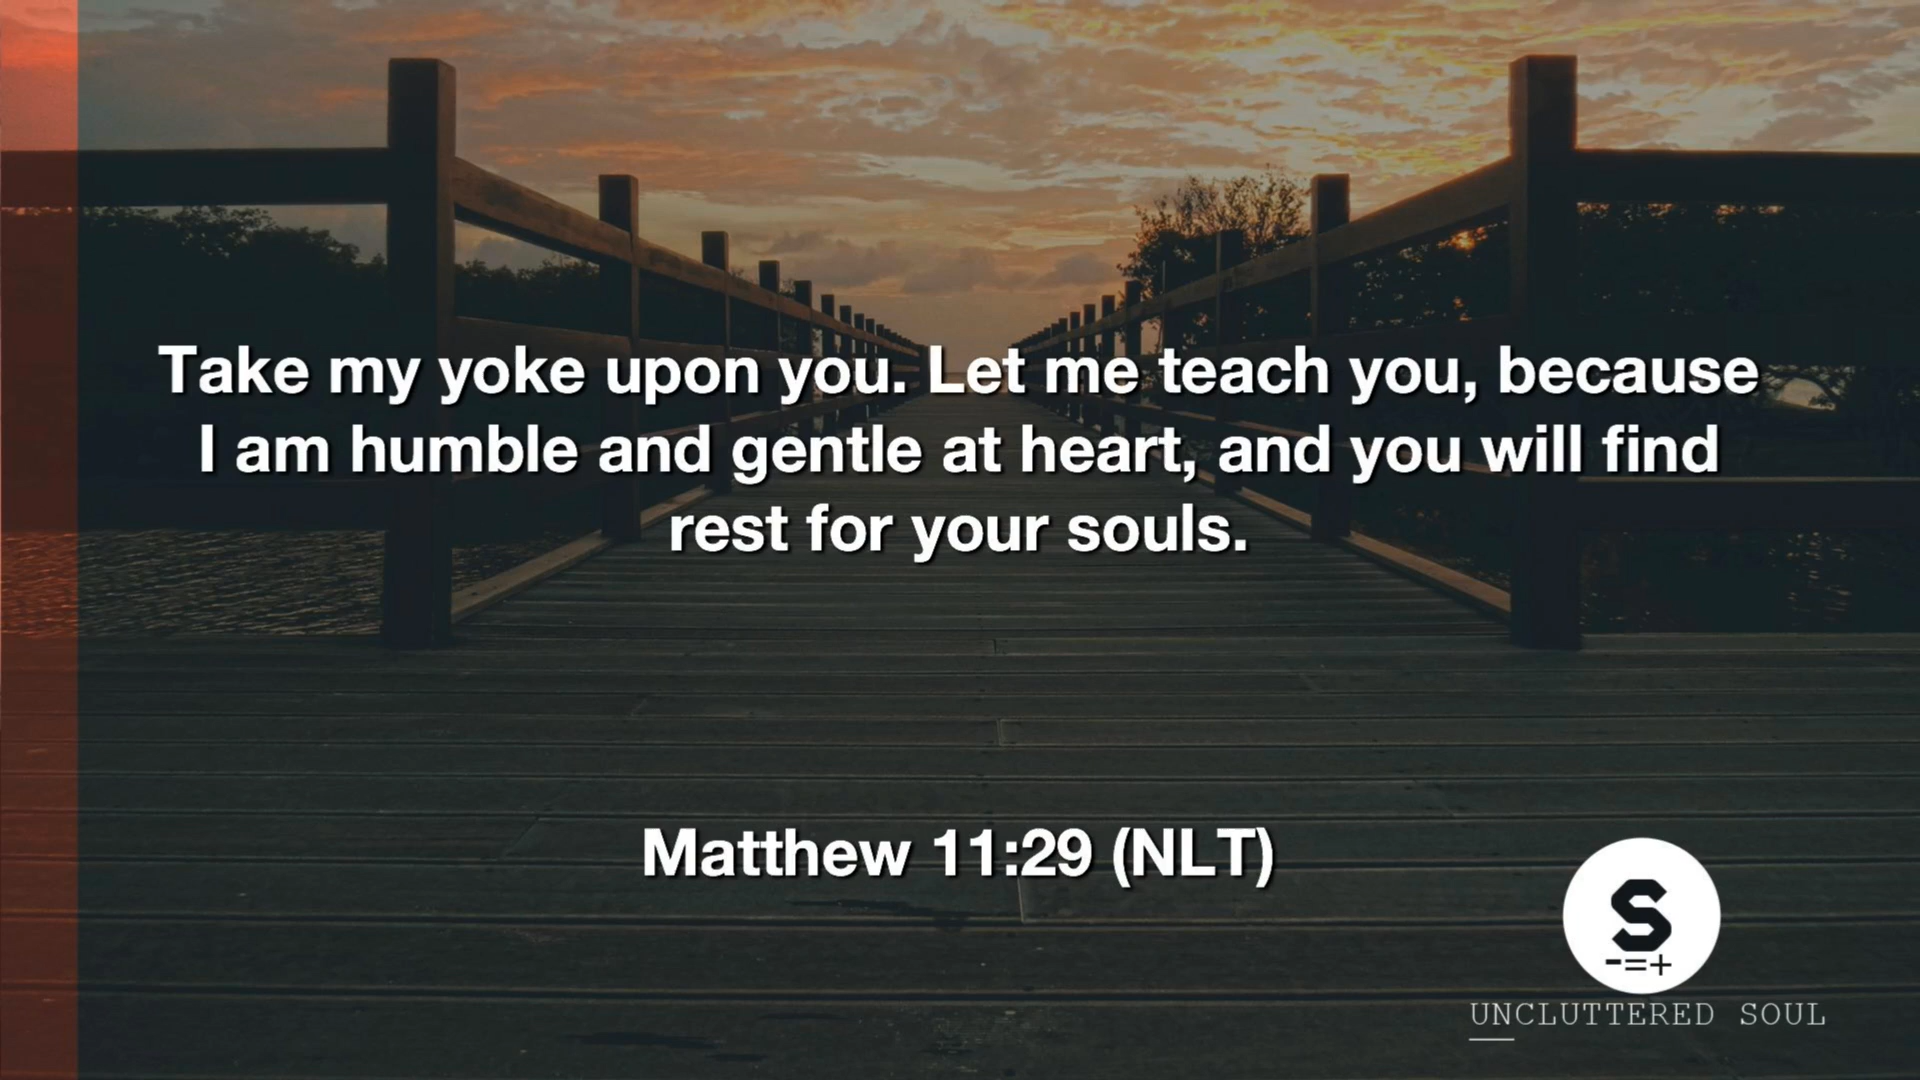 Take my yoke upon you. Let me teach you, because
I am humble and gentle at heart, and you will find
rest for your souls.
Matthew 11:29 (NLT)
S
-=+
UNCLUTTERED SOUL